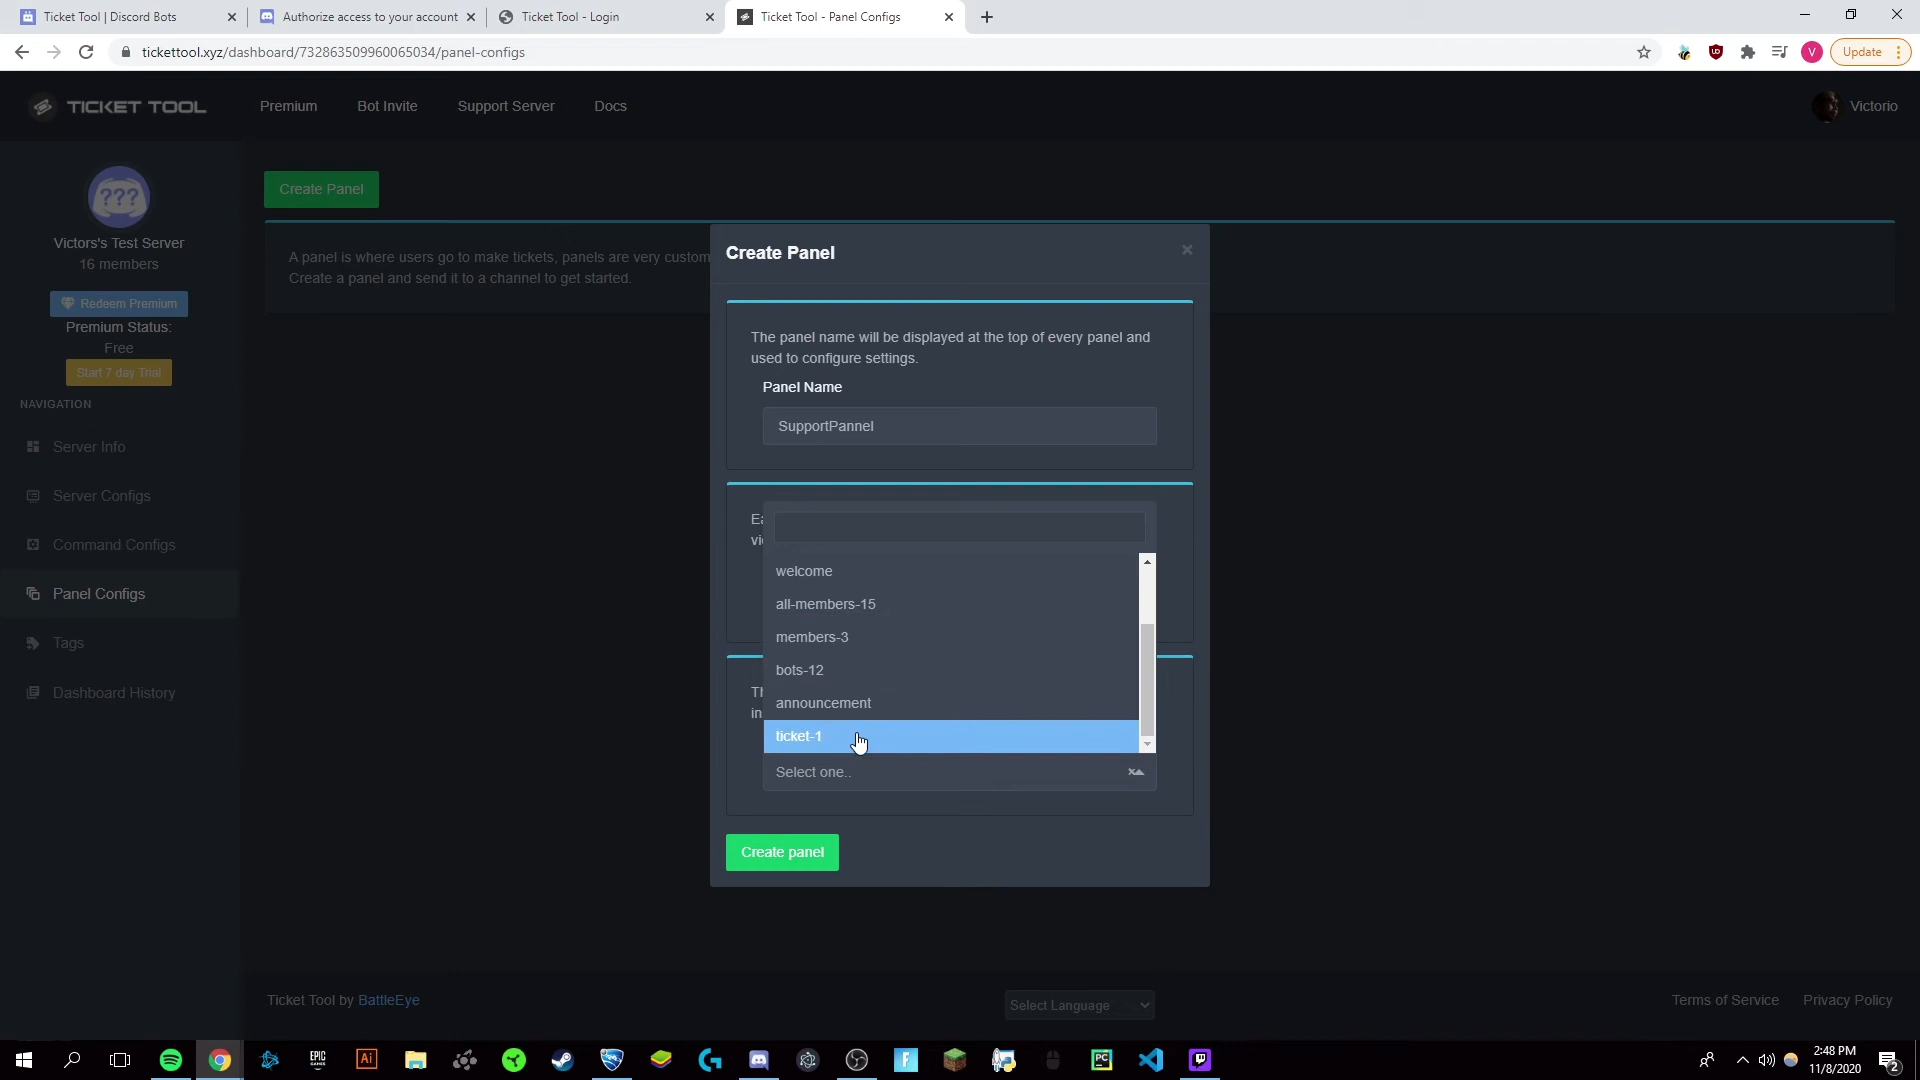 Ticket Tool | Discord Bots
Authorize access to your account
Ticket Tool - Login
Ticket Tool - Panel Configs
tickettool.xyz/dashboard/732863509960065034/panel-configs
V
Update
TICKET TOOL
Premium
Bot Invite
Support Server
Docs
Victorio
???
Victors's Test Server
16 members
Redeem Premium
Premium Status:
Free
Start 7 day Trial
NAVIGATION
Server Info
Server Configs
Command Configs
Panel Configs
Tags
Dashboard History
Create Panel
A panel is where users go to make tickets, panels are very custom
Create a panel and send it to a channel to get started.
Create Panel
The panel name will be displayed at the top of every panel and
used to configure settings.
Panel Name
SupportPannel
welcome
all-members-15
members-3
bots-12
announcement
ticket-1
Select one..
Create panel
Ticket Tool by BattleEye
Select Language
Terms of Service
Privacy Policy
EPIC
GAMES
Ai
PC
2:48 PM
11/8/2020
2